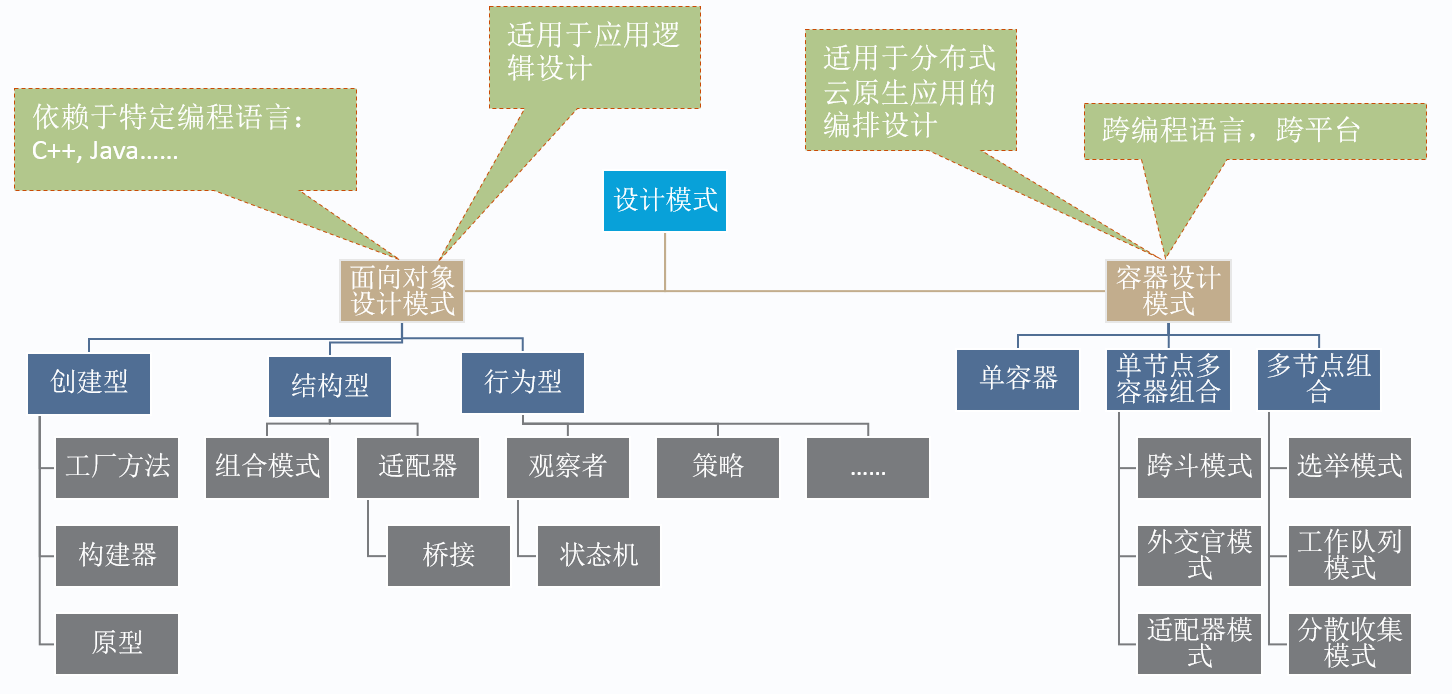 适用于应用逻
辑设计
适用于分布式
云原生应用的
编排设计
依赖于特定编程语言：
C++, Java……
跨编程语言，跨平台
设计模式
面向对象
设计模式
容器设计
模式
创建型
结构型
行为型
单容器
单节点多
容器组合
多节点组
合
工厂方法
组合模式
适配器
观察者
策略
……
跨斗模式
选举模式
构建器
桥接
状态机
外交官模
式
工作队列
模式
原型
适配器模
式
分散收集
模式